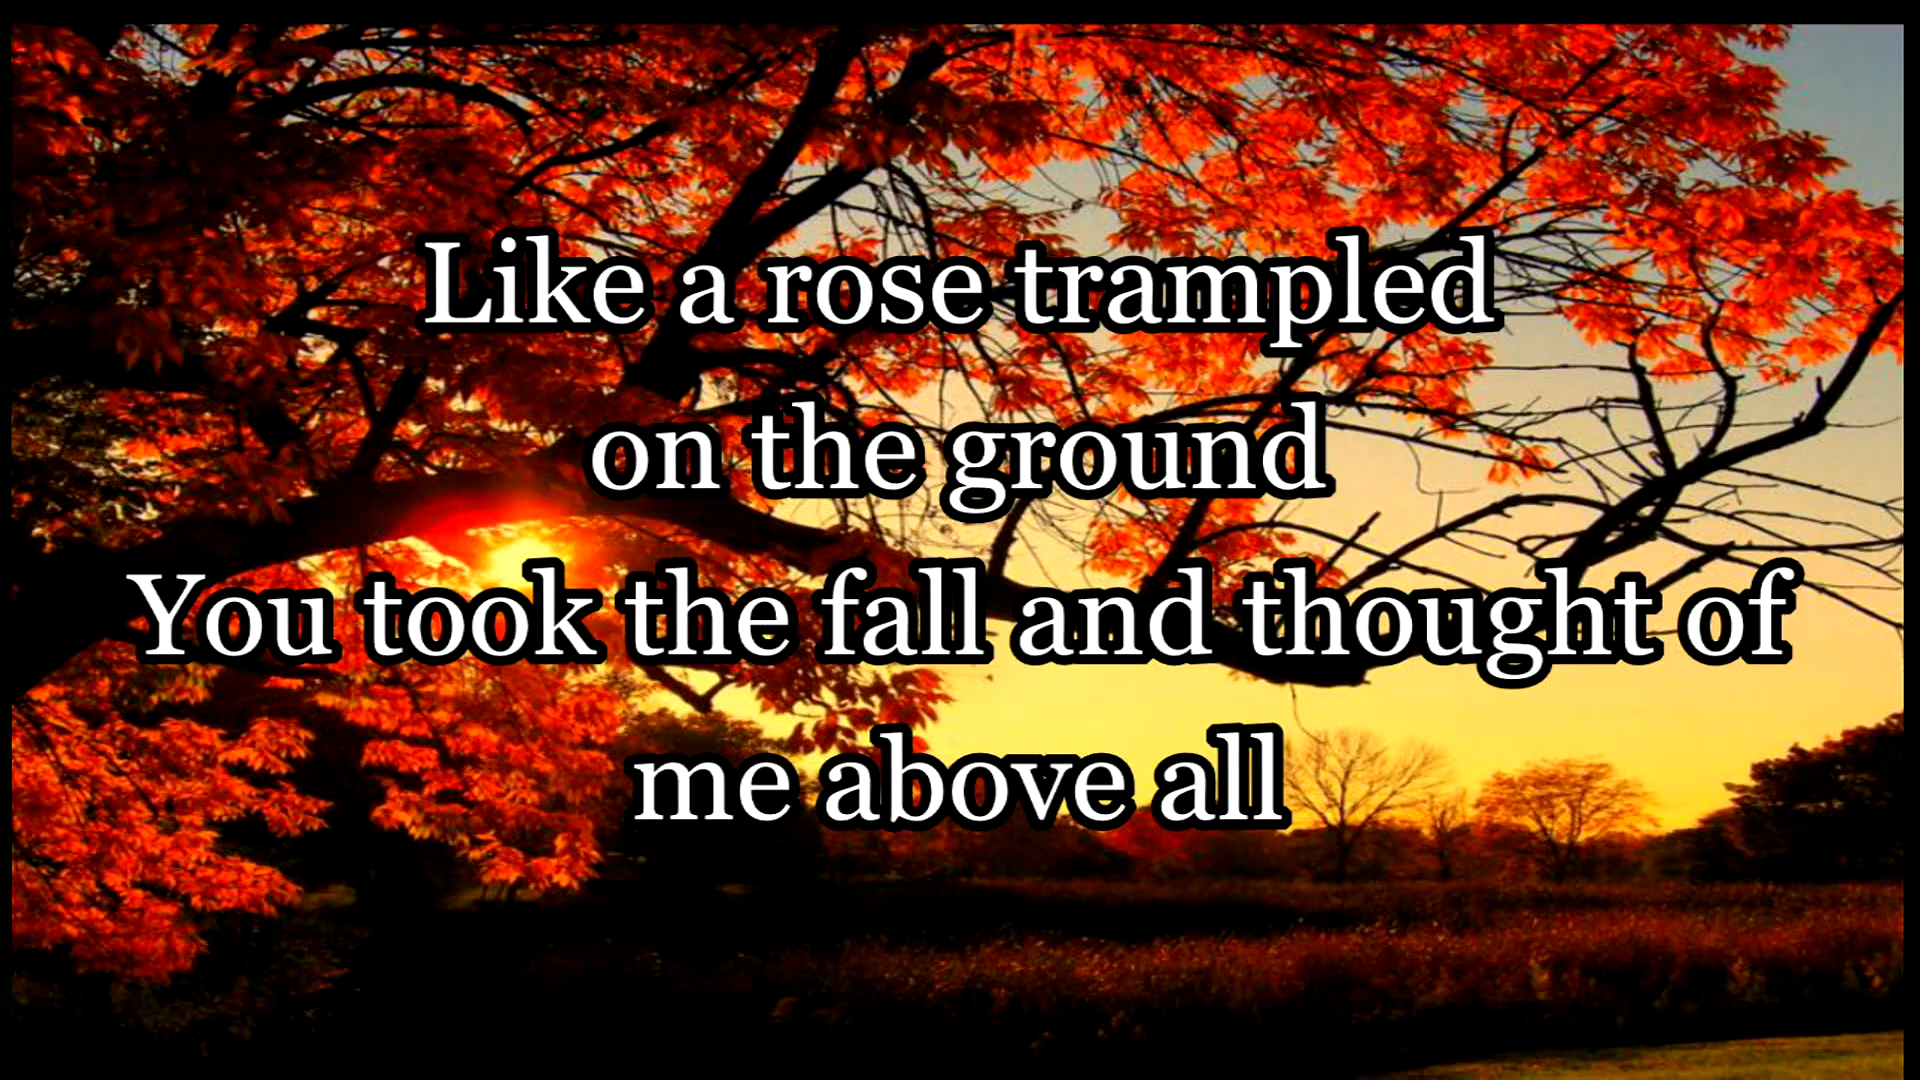 Like a rose trampled
on the ground
You took the fall and thought of
me above all